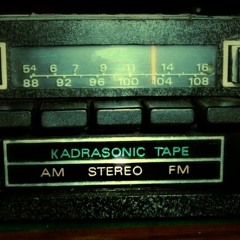 54 6 7 9 11 14 16
88 92 96 100 104 108
KADRASONIC TAPE
AM STEREO FM